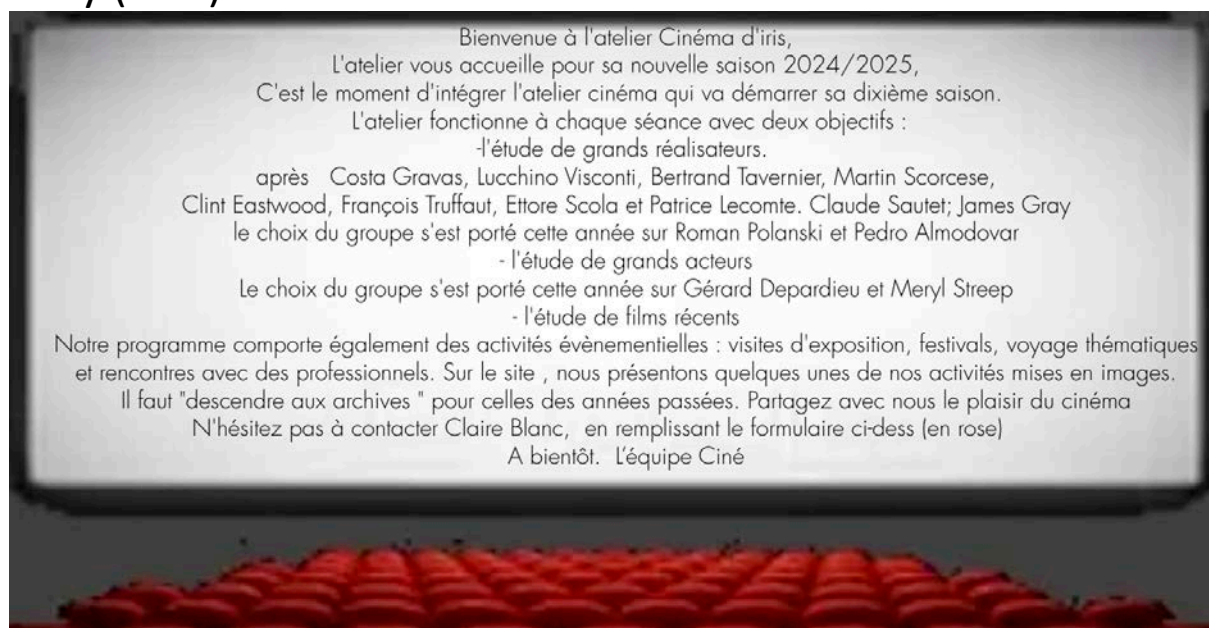 Bienvenue à l'atelier Cinéma d'iris,
L'atelier vous accueille pour sa nouvelle saison 2024/2025,
C'est le moment d'intégrer l'atelier cinéma qui va démarrer sa dixième saison.
L'atelier fonctionne à chaque séance avec deux objectifs :
-l'étude de grands réalisateurs.
après Costa Gravas, Lucchino Visconti, Bertrand Tavernier, Martin Scorcese,
Clint Eastwood, François Truffaut, Ettore Scola et Patrice Lecomte. Claude Sautet; James Gray
le choix du groupe s'est porté cette année sur Roman Polanski et Pedro Almodovar
- l'étude de grands acteurs
Le choix du groupe s'est porté cette année sur Gérard Depardieu et Meryl Streep
- l'étude de films récents
Notre programme comporte également des activités évènementielles : visites d'exposition, festivals, voyage thématiques
et rencontres avec des professionnels. Sur le site , nous présentons quelques unes de nos activités mises en images.
Il faut "descendre aux archives " pour celles des années passées. Partagez avec nous le plaisir du cinéma
N'hésitez pas à contacter Claire Blanc, en remplissant le formulaire ci-dess (en rose)
A bientôt. L'équipe Ciné